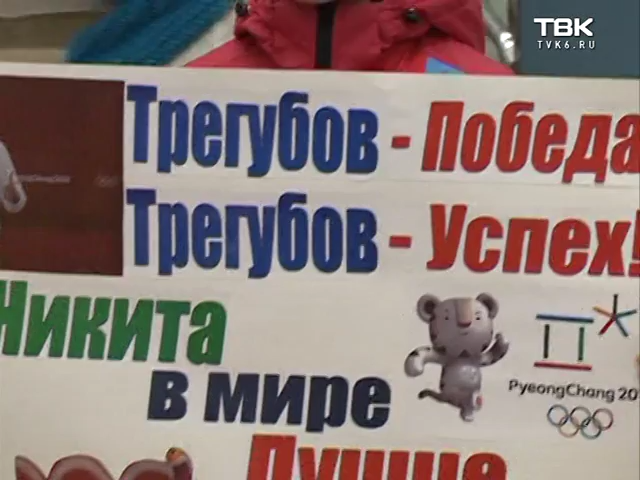 ТВК
TVK6.RU
Трегубов - Победа
Трегубов - Успех!
Никита
в мире
PyeongChang 20